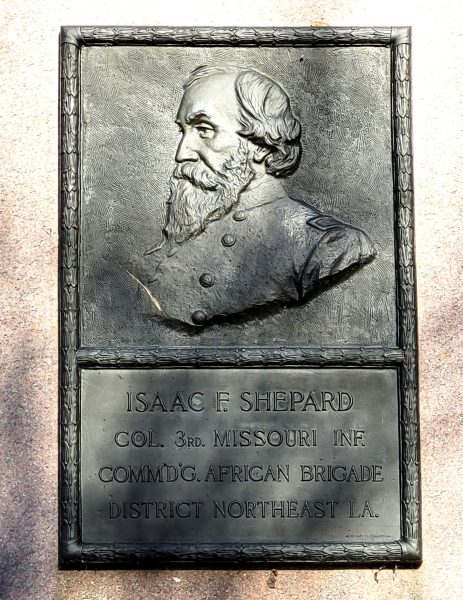 ISAAC F. SHEPARD
COL. 3RD. MISSOURI INF.
COMM'D'G. AFRICAN BRIGADE
DISTRICT NORTHEAST LA.